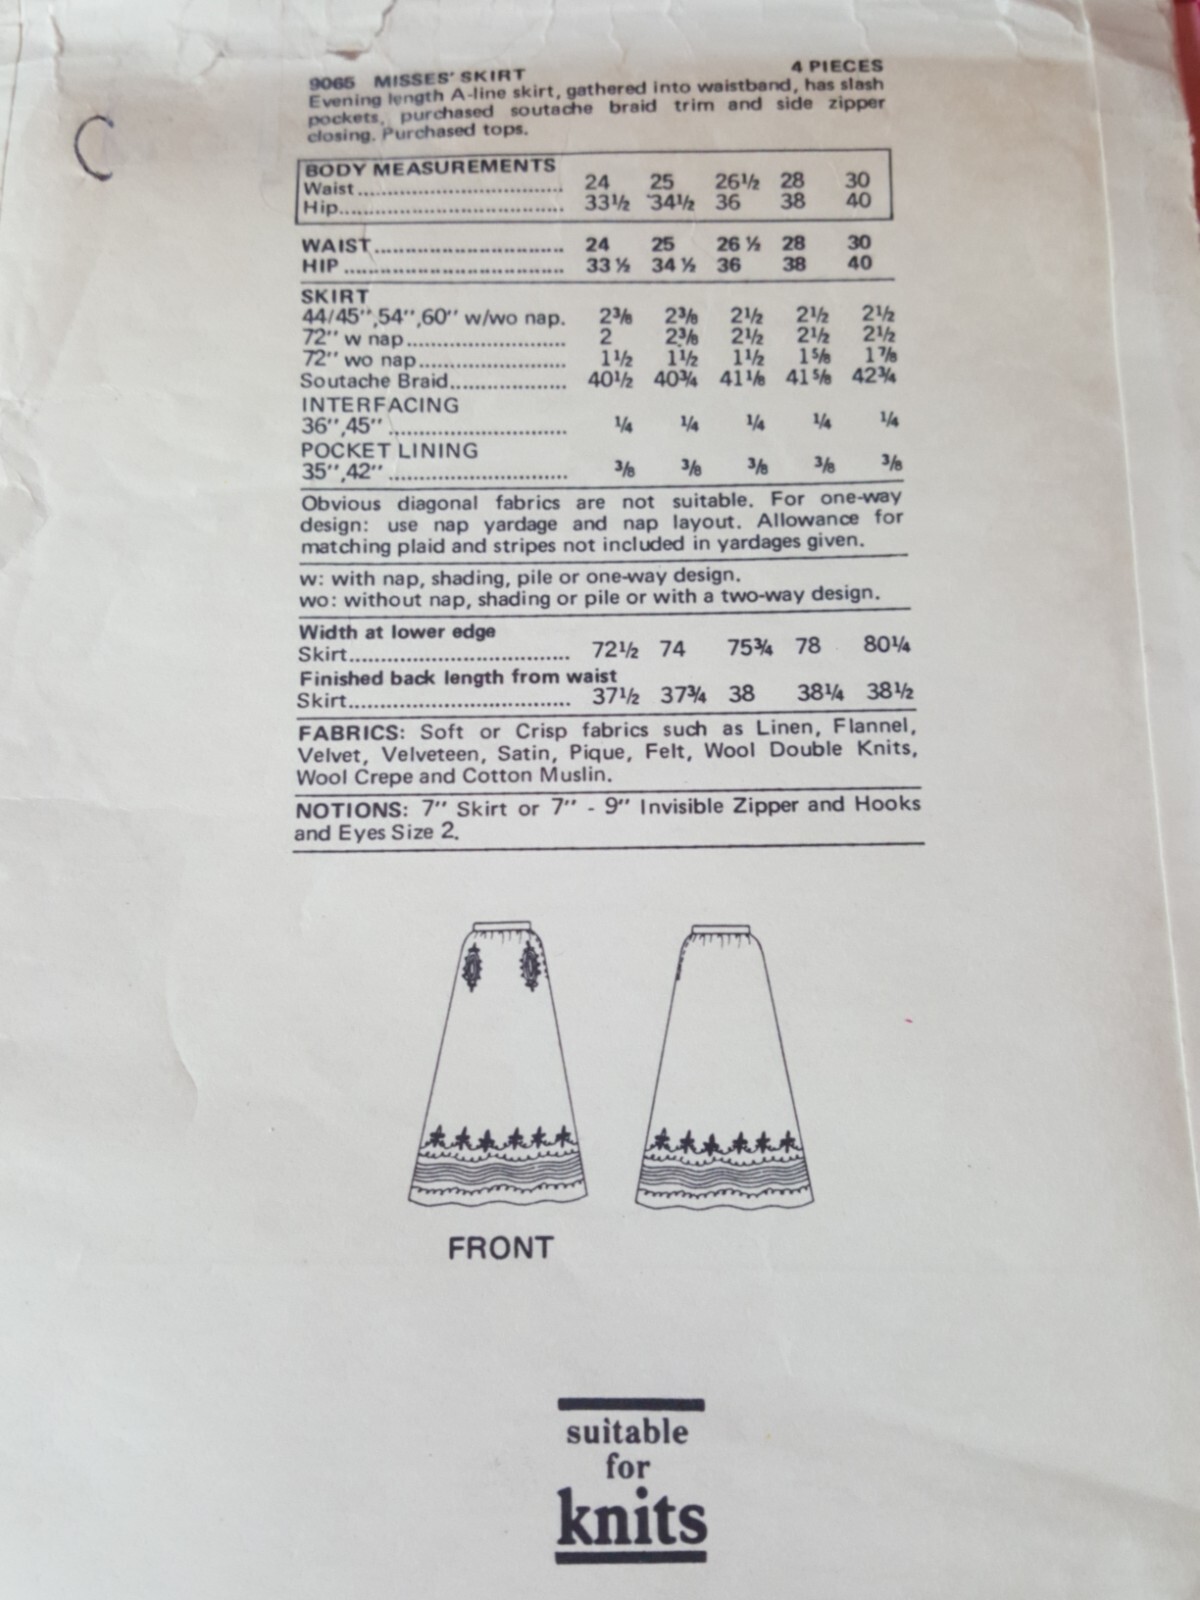 9065 MISSES' SKIRT 4 PIECES
Evening length A-line skirt, gathered into waistband, has slash
pockets, purchased soutache braid trim and side zipper
closing. Purchased tops.
BODY MEASUREMENTS
Waist 24 25 26½ 28 30
Hip 33½ 34½ 36 38 40
WAIST 24 25 26 ½ 28 30
HIP 33 ½ 34 ½ 36 38 40
SKIRT
44/45",54",60" w/wo nap. 2⅜ 2⅜ 2½ 2½ 2½
72" w nap 2 2⅜ 2½ 2½ 2½
72" wo nap 1½ 1½ 1½ 1⅝ 1⅞
Soutache Braid 40½ 40¾ 41⅛ 41⅝ 42¾
INTERFACING
36",45" ¼ ¼ ¼ ¼ ¼
POCKET LINING
35",42" ⅜ ⅜ ⅜ ⅜ ⅜
Obvious diagonal fabrics are not suitable. For one-way
design: use nap yardage and nap layout. Allowance for
matching plaid and stripes not included in yardages given.
w: with nap, shading, pile or one-way design.
wo: without nap, shading or pile or with a two-way design.
Width at lower edge
Skirt 72½ 74 75¾ 78 80¼
Finished back length from waist
Skirt 37½ 37¾ 38 38¼ 38½
FABRICS: Soft or Crisp fabrics such as Linen, Flannel,
Velvet, Velveteen, Satin, Pique, Felt, Wool Double Knits,
Wool Crepe and Cotton Muslin.
NOTIONS: 7" Skirt or 7" - 9" Invisible Zipper and Hooks
and Eyes Size 2.
FRONT
suitable
for
knits